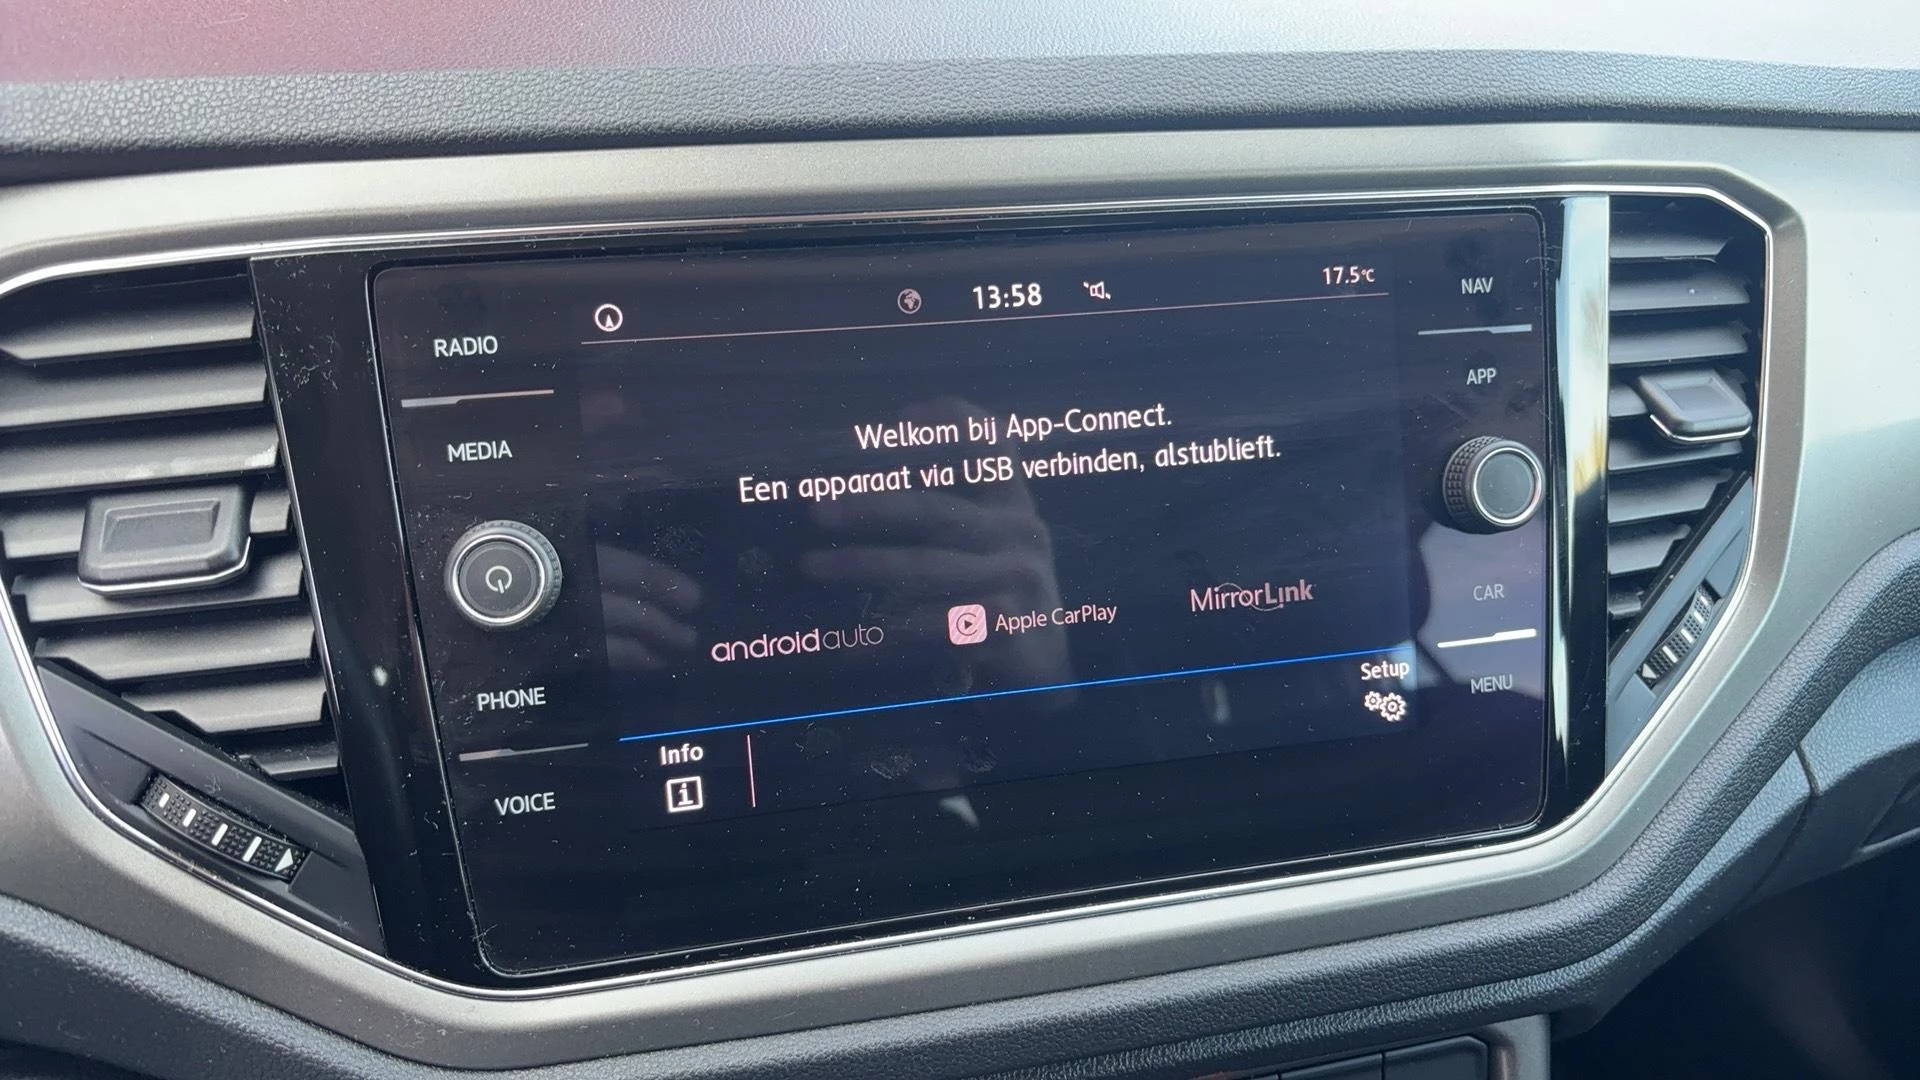 13:58
17.5°C
RADIO
MEDIA
PHONE
VOICE
Welkom bij App-Connect.
Een apparaat via USB verbinden, alstublieft.
androidauto
Apple CarPlay
MirrorLink
Info
i
Setup
NAV
APP
CAR
MENU